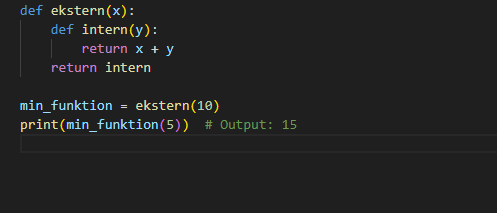 def ekstern(x):
    def intern(y):
        return x + y
    return intern

min_funktion = ekstern(10)
print(min_funktion(5))  # Output: 15